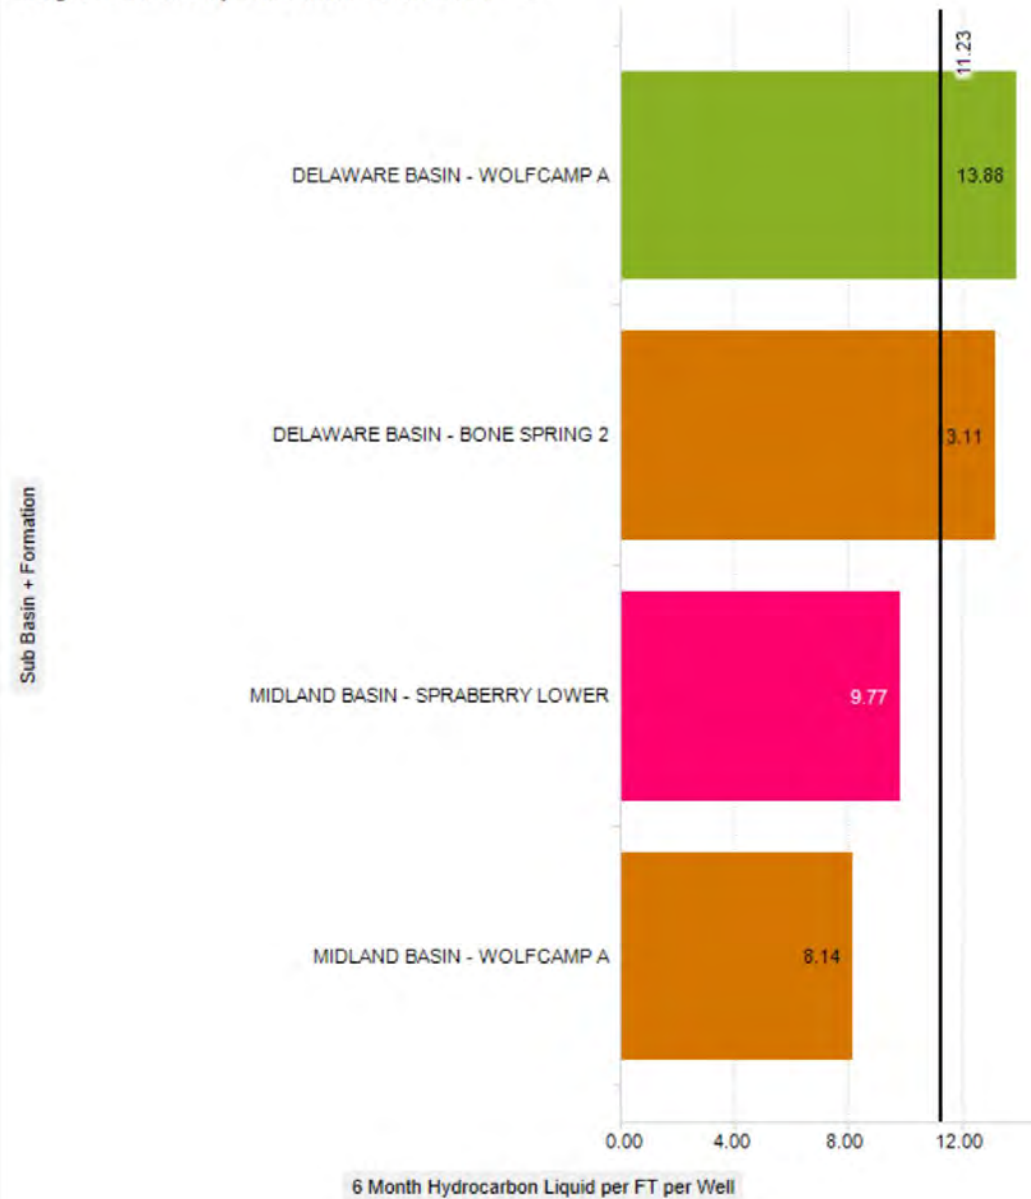 11.23
DELAWARE BASIN - WOLFCAMP A
13.88
DELAWARE BASIN - BONE SPRING 2
3.11
Sub Basin + Formation
MIDLAND BASIN - SPRABERRY LOWER
9.77
MIDLAND BASIN - WOLFCAMP A
8.14
0.00 4.00 8.00 12.00
6 Month Hydrocarbon Liquid per FT per Well